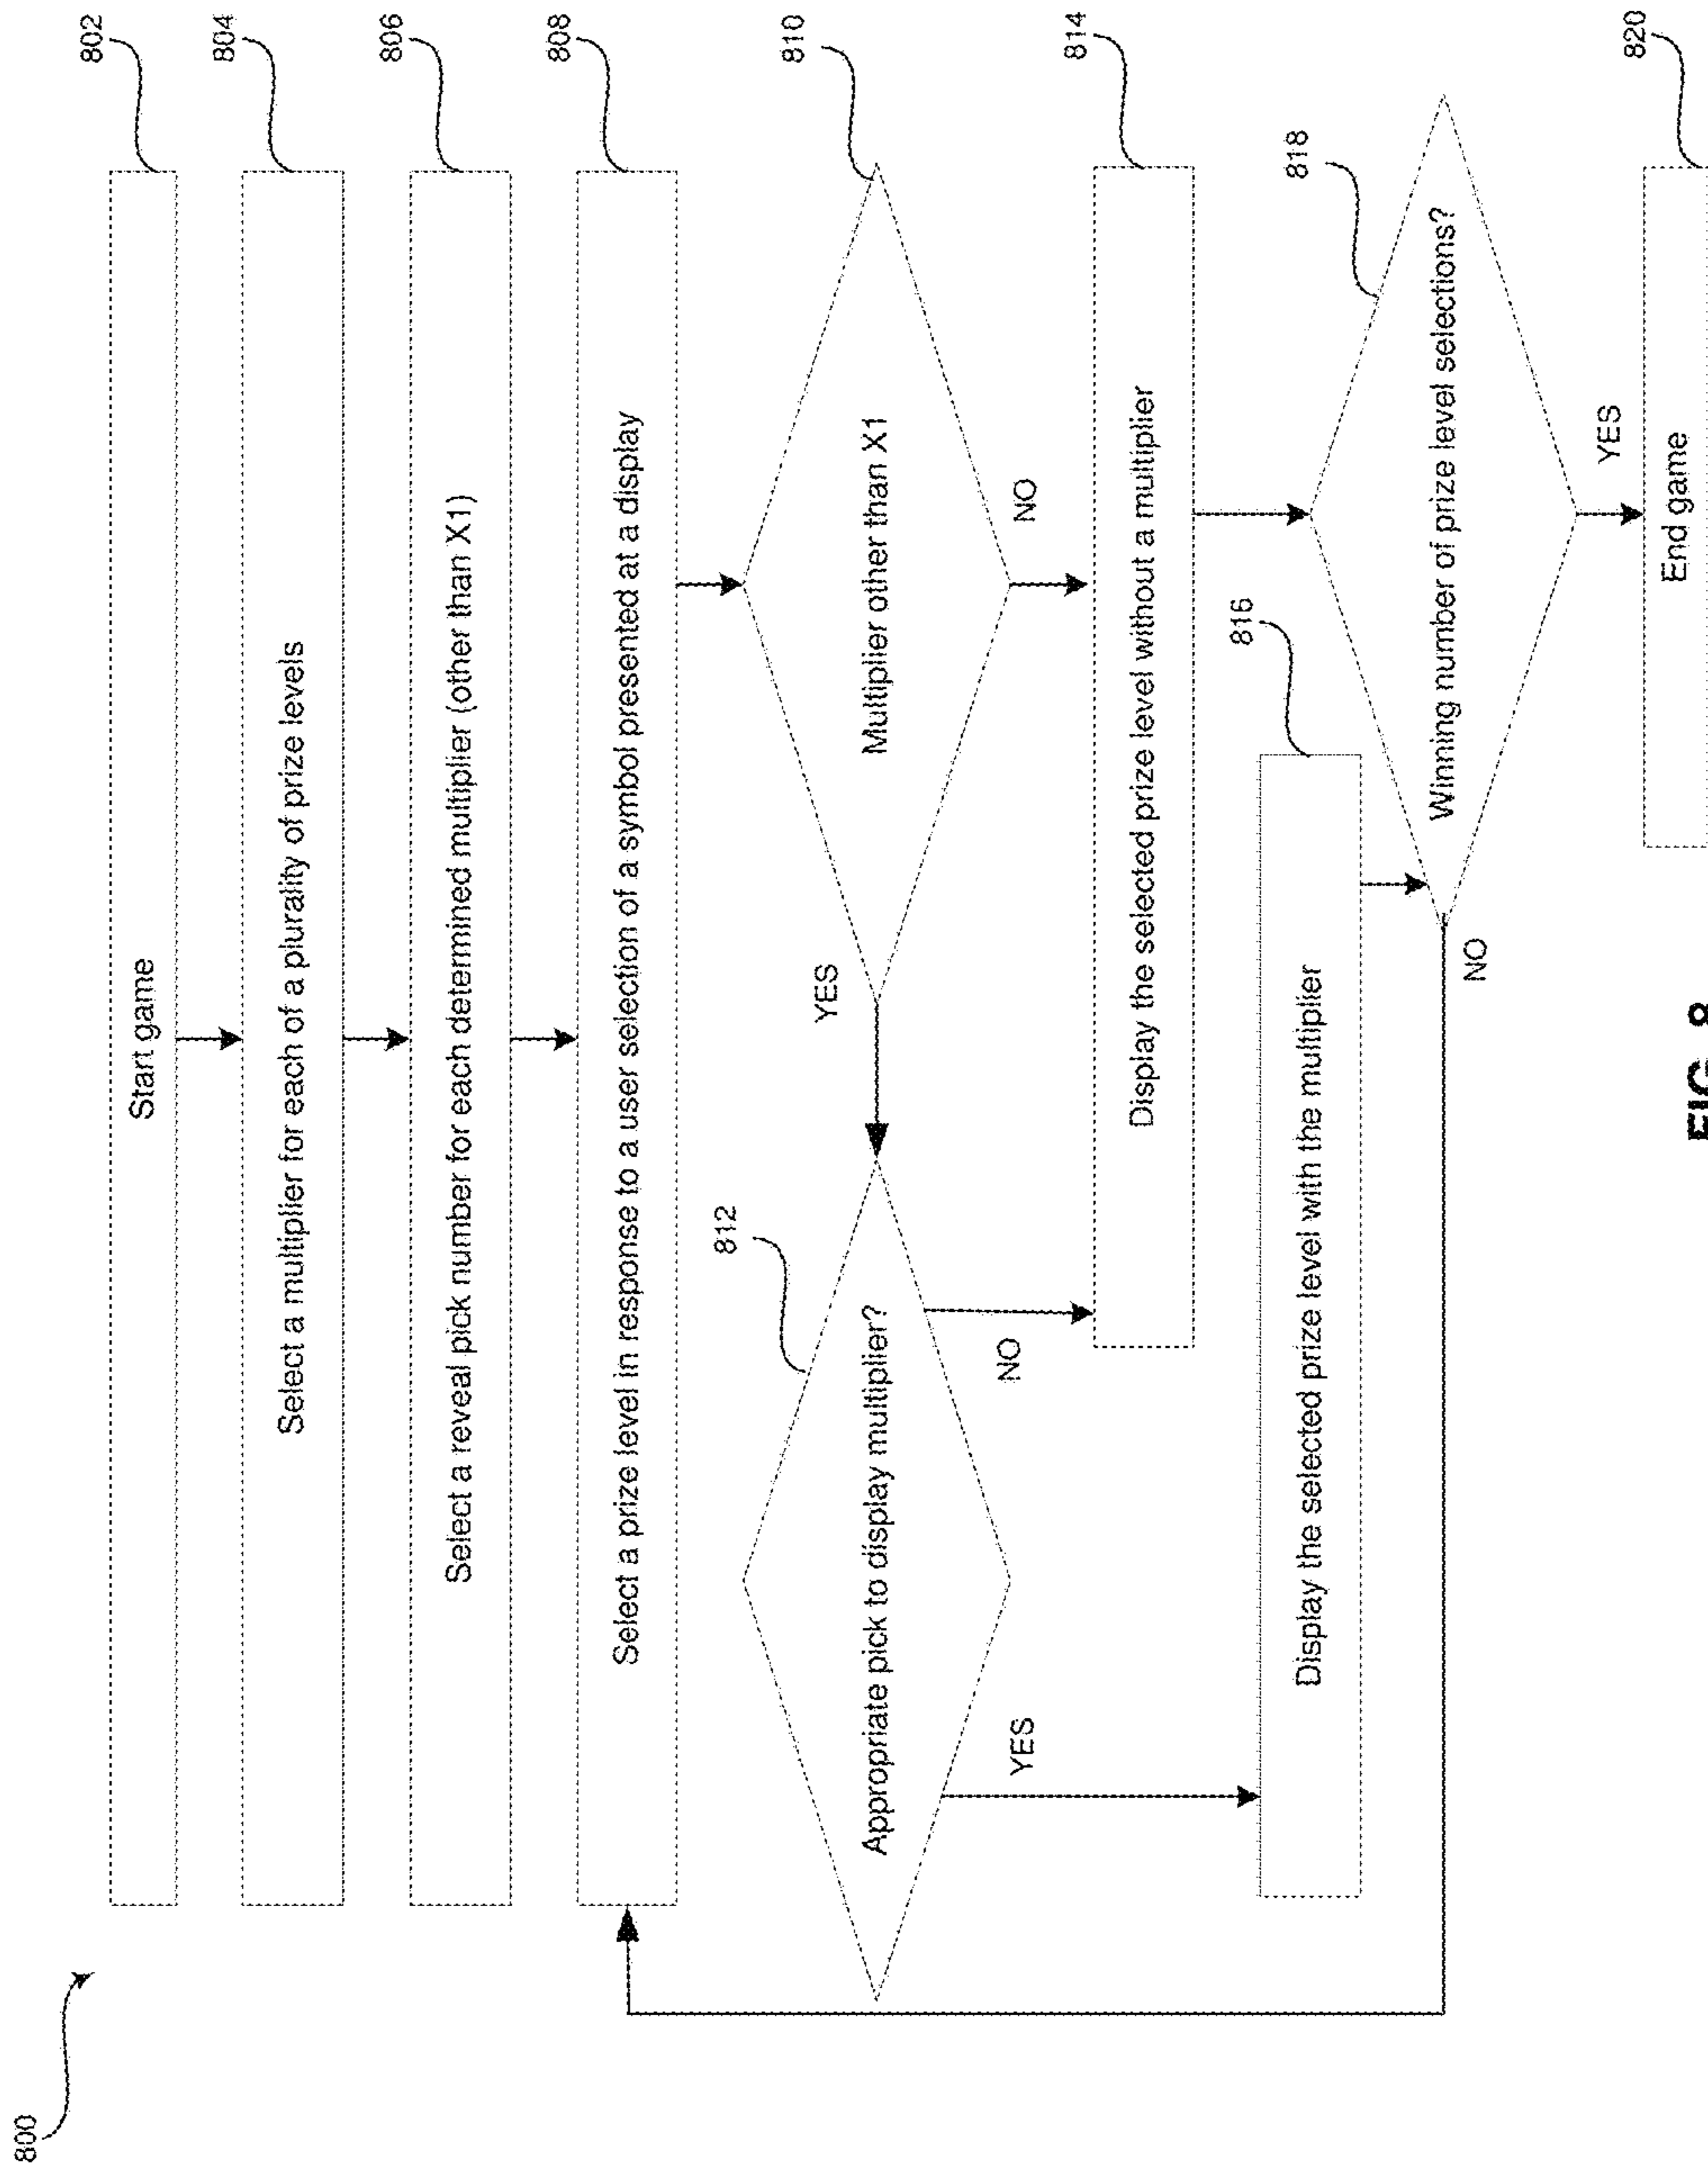 800
802
Start game
804
Select a multiplier for each of a plurality of prize levels
806
Select a reveal pick number for each determined multiplier (other than X1)
808
Select a prize level in response to a user selection of a symbol presented at a display
810
Multiplier other than X1
YES
NO
812
Appropriate pick to display multiplier?
NO
YES
814
Display the selected prize level without a multiplier
816
Display the selected prize level with the multiplier
818
Winning number of prize level selections?
NO
YES
820
End game
FIG. 8